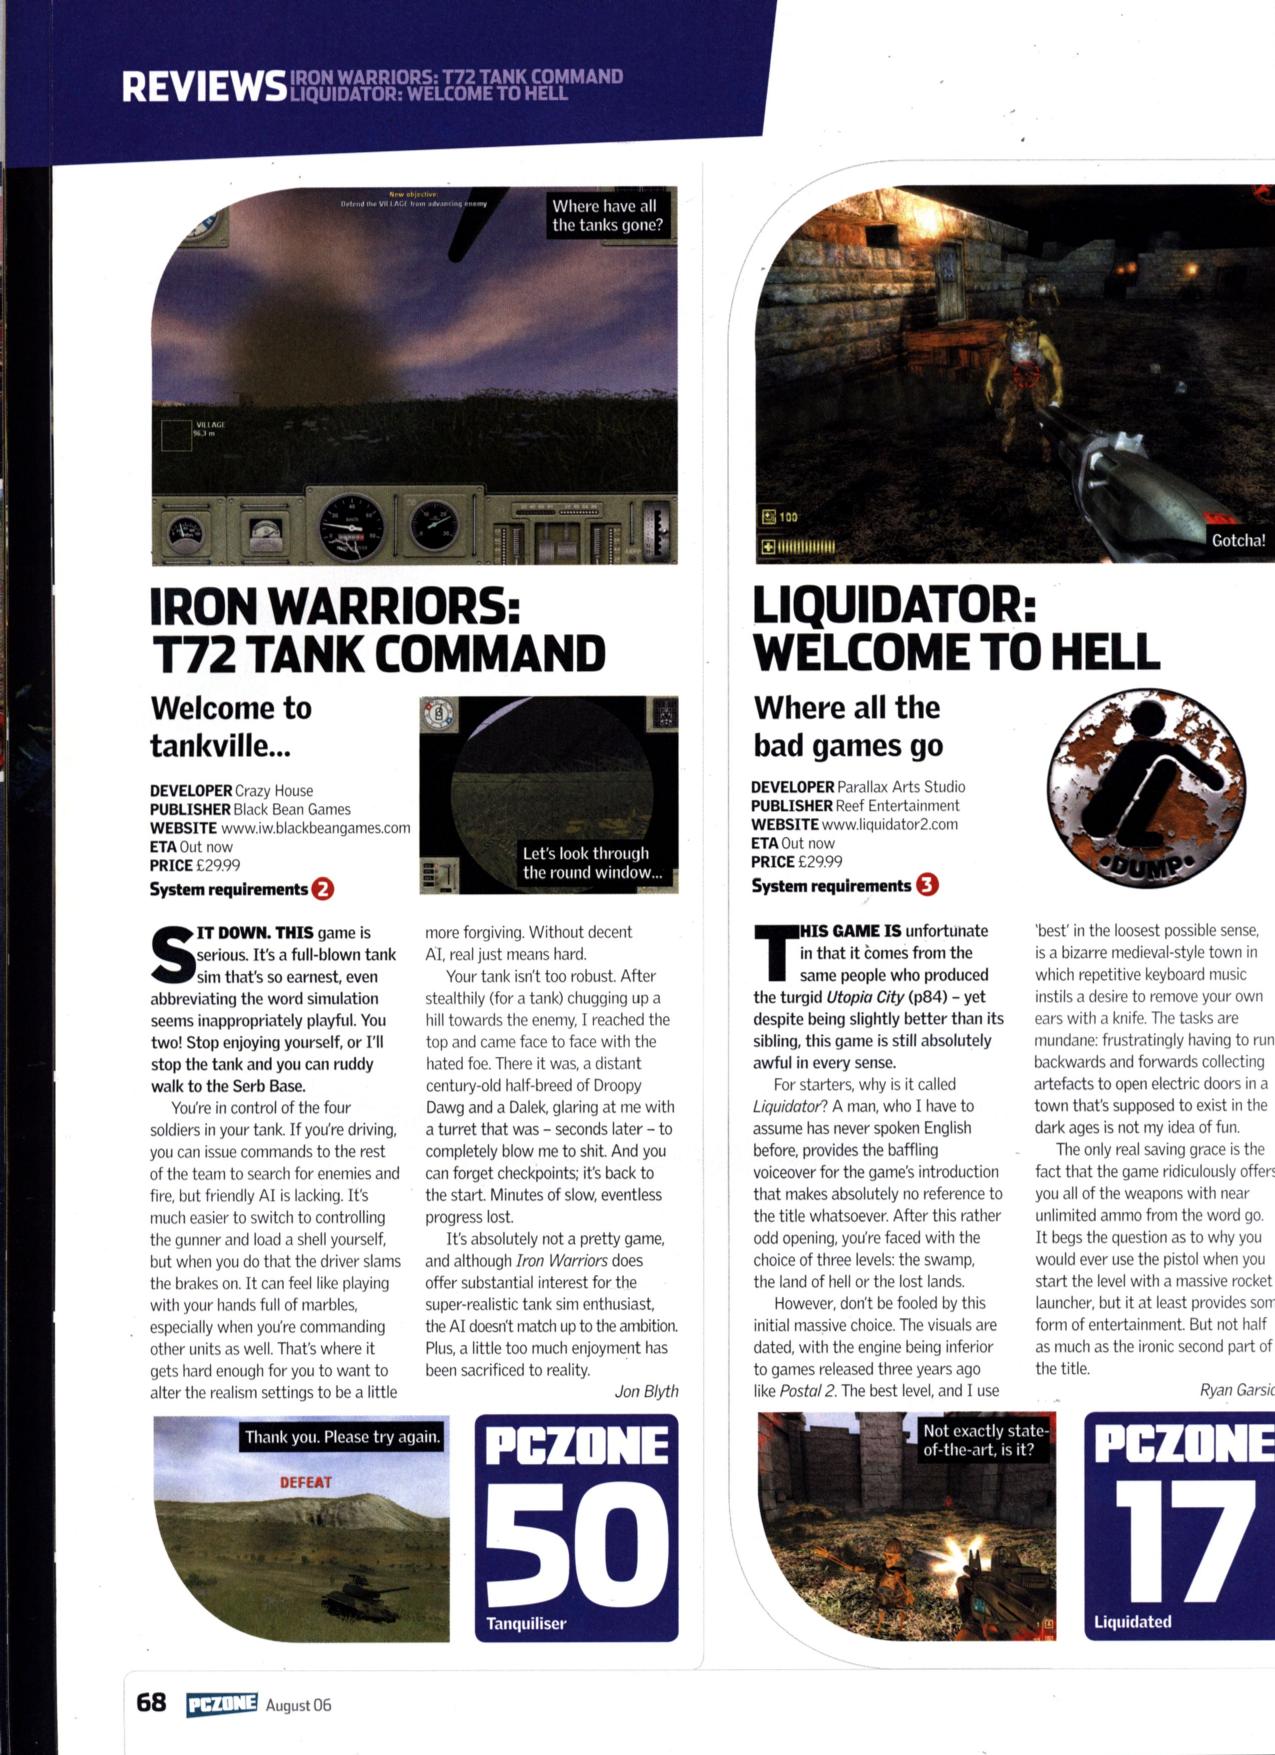 REVIEWS
IRON WARRIORS: T72 TANK COMMAND
LIQUIDATOR: WELCOME TO HELL
New objective:
Defend the VILLAGE from advancing enemy
Where have all
the tanks gone?
VILLAGE
96.3 m
IRON WARRIORS:
T72 TANK COMMAND
Welcome to
tankville...
DEVELOPER Crazy House
PUBLISHER Black Bean Games
WEBSITE www.iw.blackbeangames.com
ETA Out now
PRICE £29.99
System requirements 2
Let's look through
the round window...
SIT DOWN. THIS game is
serious. It's a full-blown tank
sim that's so earnest, even
abbreviating the word simulation
seems inappropriately playful. You
two! Stop enjoying yourself, or I'll
stop the tank and you can ruddy
walk to the Serb Base.
You're in control of the four
soldiers in your tank. If you're driving,
you can issue commands to the rest
of the team to search for enemies and
fire, but friendly AI is lacking. It's
much easier to switch to controlling
the gunner and load a shell yourself,
but when you do that the driver slams
the brakes on. It can feel like playing
with your hands full of marbles,
especially when you're commanding
other units as well. That's where it
gets hard enough for you to want to
alter the realism settings to be a little
more forgiving. Without decent
AI, real just means hard.
Your tank isn't too robust. After
stealthily (for a tank) chugging up a
hill towards the enemy, I reached the
top and came face to face with the
hated foe. There it was, a distant
century-old half-breed of Droopy
Dawg and a Dalek, glaring at me with
a turret that was – seconds later – to
completely blow me to shit. And you
can forget checkpoints; it's back to
the start. Minutes of slow, eventless
progress lost.
It's absolutely not a pretty game,
and although Iron Warriors does
offer substantial interest for the
super-realistic tank sim enthusiast,
the AI doesn't match up to the ambition.
Plus, a little too much enjoyment has
been sacrificed to reality.
Jon Blyth
Thank you. Please try again.
DEFEAT
PCZONE
50
Tanquiliser
100
Gotcha!
LIQUIDATOR:
WELCOME TO HELL
Where all the
bad games go
DEVELOPER Parallax Arts Studio
PUBLISHER Reef Entertainment
WEBSITE www.liquidator2.com
ETA Out now
PRICE £29.99
System requirements 3
•DUMP•
THIS GAME IS unfortunate
in that it comes from the
same people who produced
the turgid Utopia City (p84) – yet
despite being slightly better than its
sibling, this game is still absolutely
awful in every sense.
For starters, why is it called
Liquidator? A man, who I have to
assume has never spoken English
before, provides the baffling
voiceover for the game's introduction
that makes absolutely no reference to
the title whatsoever. After this rather
odd opening, you're faced with the
choice of three levels: the swamp,
the land of hell or the lost lands.
However, don't be fooled by this
initial massive choice. The visuals are
dated, with the engine being inferior
to games released three years ago
like Postal 2. The best level, and I use
'best' in the loosest possible sense,
is a bizarre medieval-style town in
which repetitive keyboard music
instils a desire to remove your own
ears with a knife. The tasks are
mundane: frustratingly having to run
backwards and forwards collecting
artefacts to open electric doors in a
town that's supposed to exist in the
dark ages is not my idea of fun.
The only real saving grace is the
fact that the game ridiculously offers
you all of the weapons with near
unlimited ammo from the word go.
It begs the question as to why you
would ever use the pistol when you
start the level with a massive rocket
launcher, but it at least provides som
form of entertainment. But not half
as much as the ironic second part of
the title.
Ryan Garsi
Not exactly state-
of-the-art, is it?
PCZONE
17
Liquidated
68 PCZONE August 06